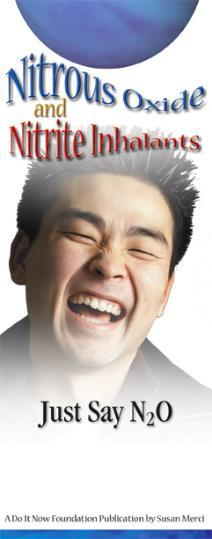 Nitrous Oxide
and
Nitrite Inhalants
Just Say N₂O
A Do It Now Foundation Publication by Susan Merci